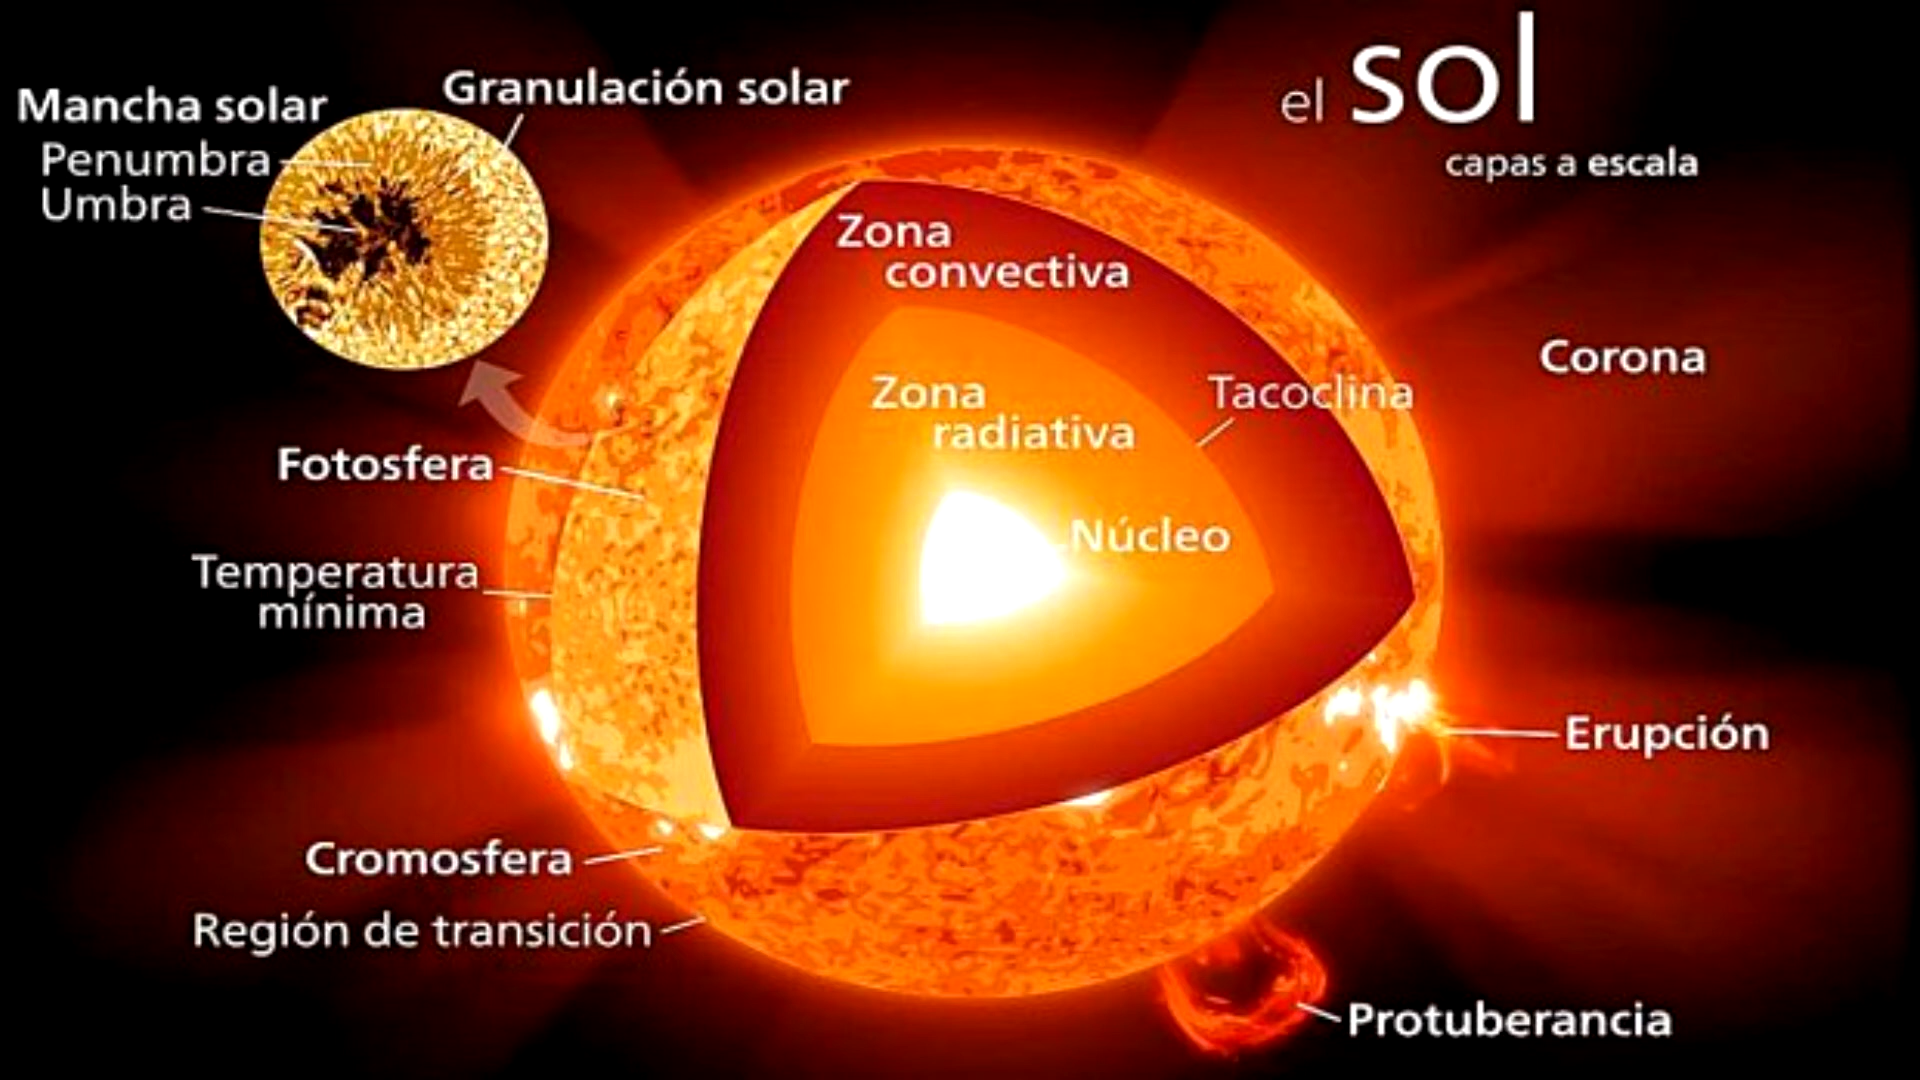 el sol
capas a escala
Granulación solar
Mancha solar
Penumbra
Umbra
Zona
convectiva
Corona
Zona
radiativa
Tacoclina
Fotosfera
Núcleo
Temperatura
mínima
Erupción
Cromosfera
Región de transición
Protuberancia